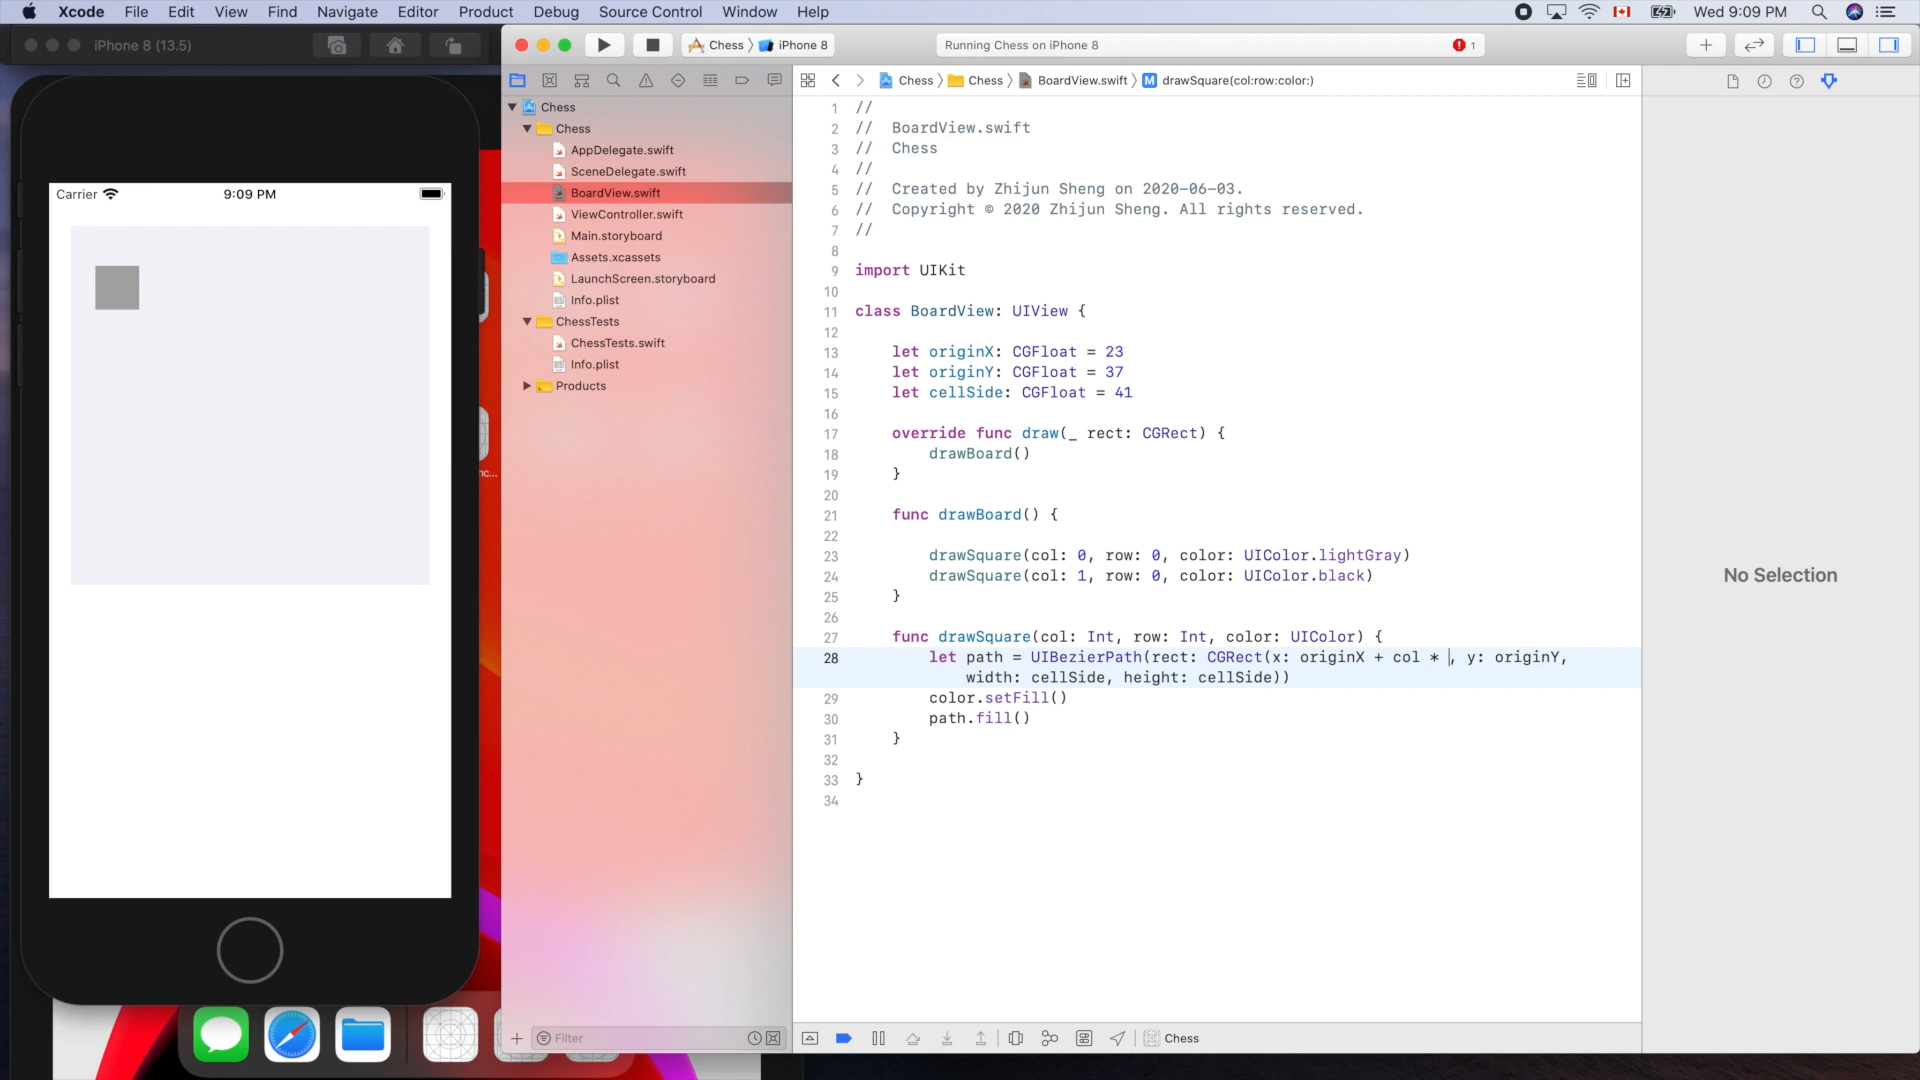 Xcode File Edit View Find Navigate Editor Product Debug Source Control Window Help Wed 9:09 PM
iPhone 8 (13.5)
Chess 〉 iPhone 8
Running Chess on iPhone 8
1
Chess 〉 Chess 〉 BoardView.swift 〉 M drawSquare(col:row:color:)
Chess
Chess
AppDelegate.swift
SceneDelegate.swift
BoardView.swift
ViewController.swift
Main.storyboard
Assets.xcassets
LaunchScreen.storyboard
Info.plist
ChessTests
ChessTests.swift
Info.plist
Products
Carrier 9:09 PM
nc...
1 //
2 //  BoardView.swift
3 //  Chess
4 //
5 //  Created by Zhijun Sheng on 2020-06-03.
6 //  Copyright © 2020 Zhijun Sheng. All rights reserved.
7 //
8
9 import UIKit
10
11 class BoardView: UIView {
12
13     let originX: CGFloat = 23
14     let originY: CGFloat = 37
15     let cellSide: CGFloat = 41
16
17     override func draw(_ rect: CGRect) {
18         drawBoard()
19     }
20
21     func drawBoard() {
22
23         drawSquare(col: 0, row: 0, color: UIColor.lightGray)
24         drawSquare(col: 1, row: 0, color: UIColor.black)
25     }
26
27     func drawSquare(col: Int, row: Int, color: UIColor) {
28         let path = UIBezierPath(rect: CGRect(x: originX + col * , y: originY,
            width: cellSide, height: cellSide))
29         color.setFill()
30         path.fill()
31     }
32
33 }
34
No Selection
Filter
Chess